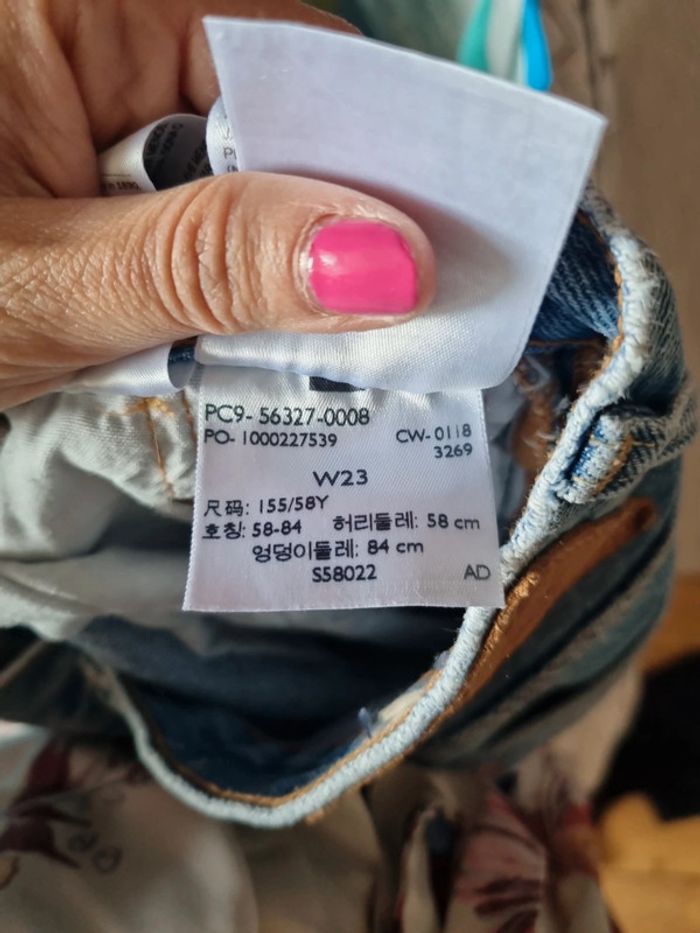 PC9- 56327-0008
PO- 1000227539 CW- 0118
3269
W23
尺码: 155/58Y
호칭: 58-84 허리둘레: 58 cm
엉덩이둘레: 84 cm
S58022 AD